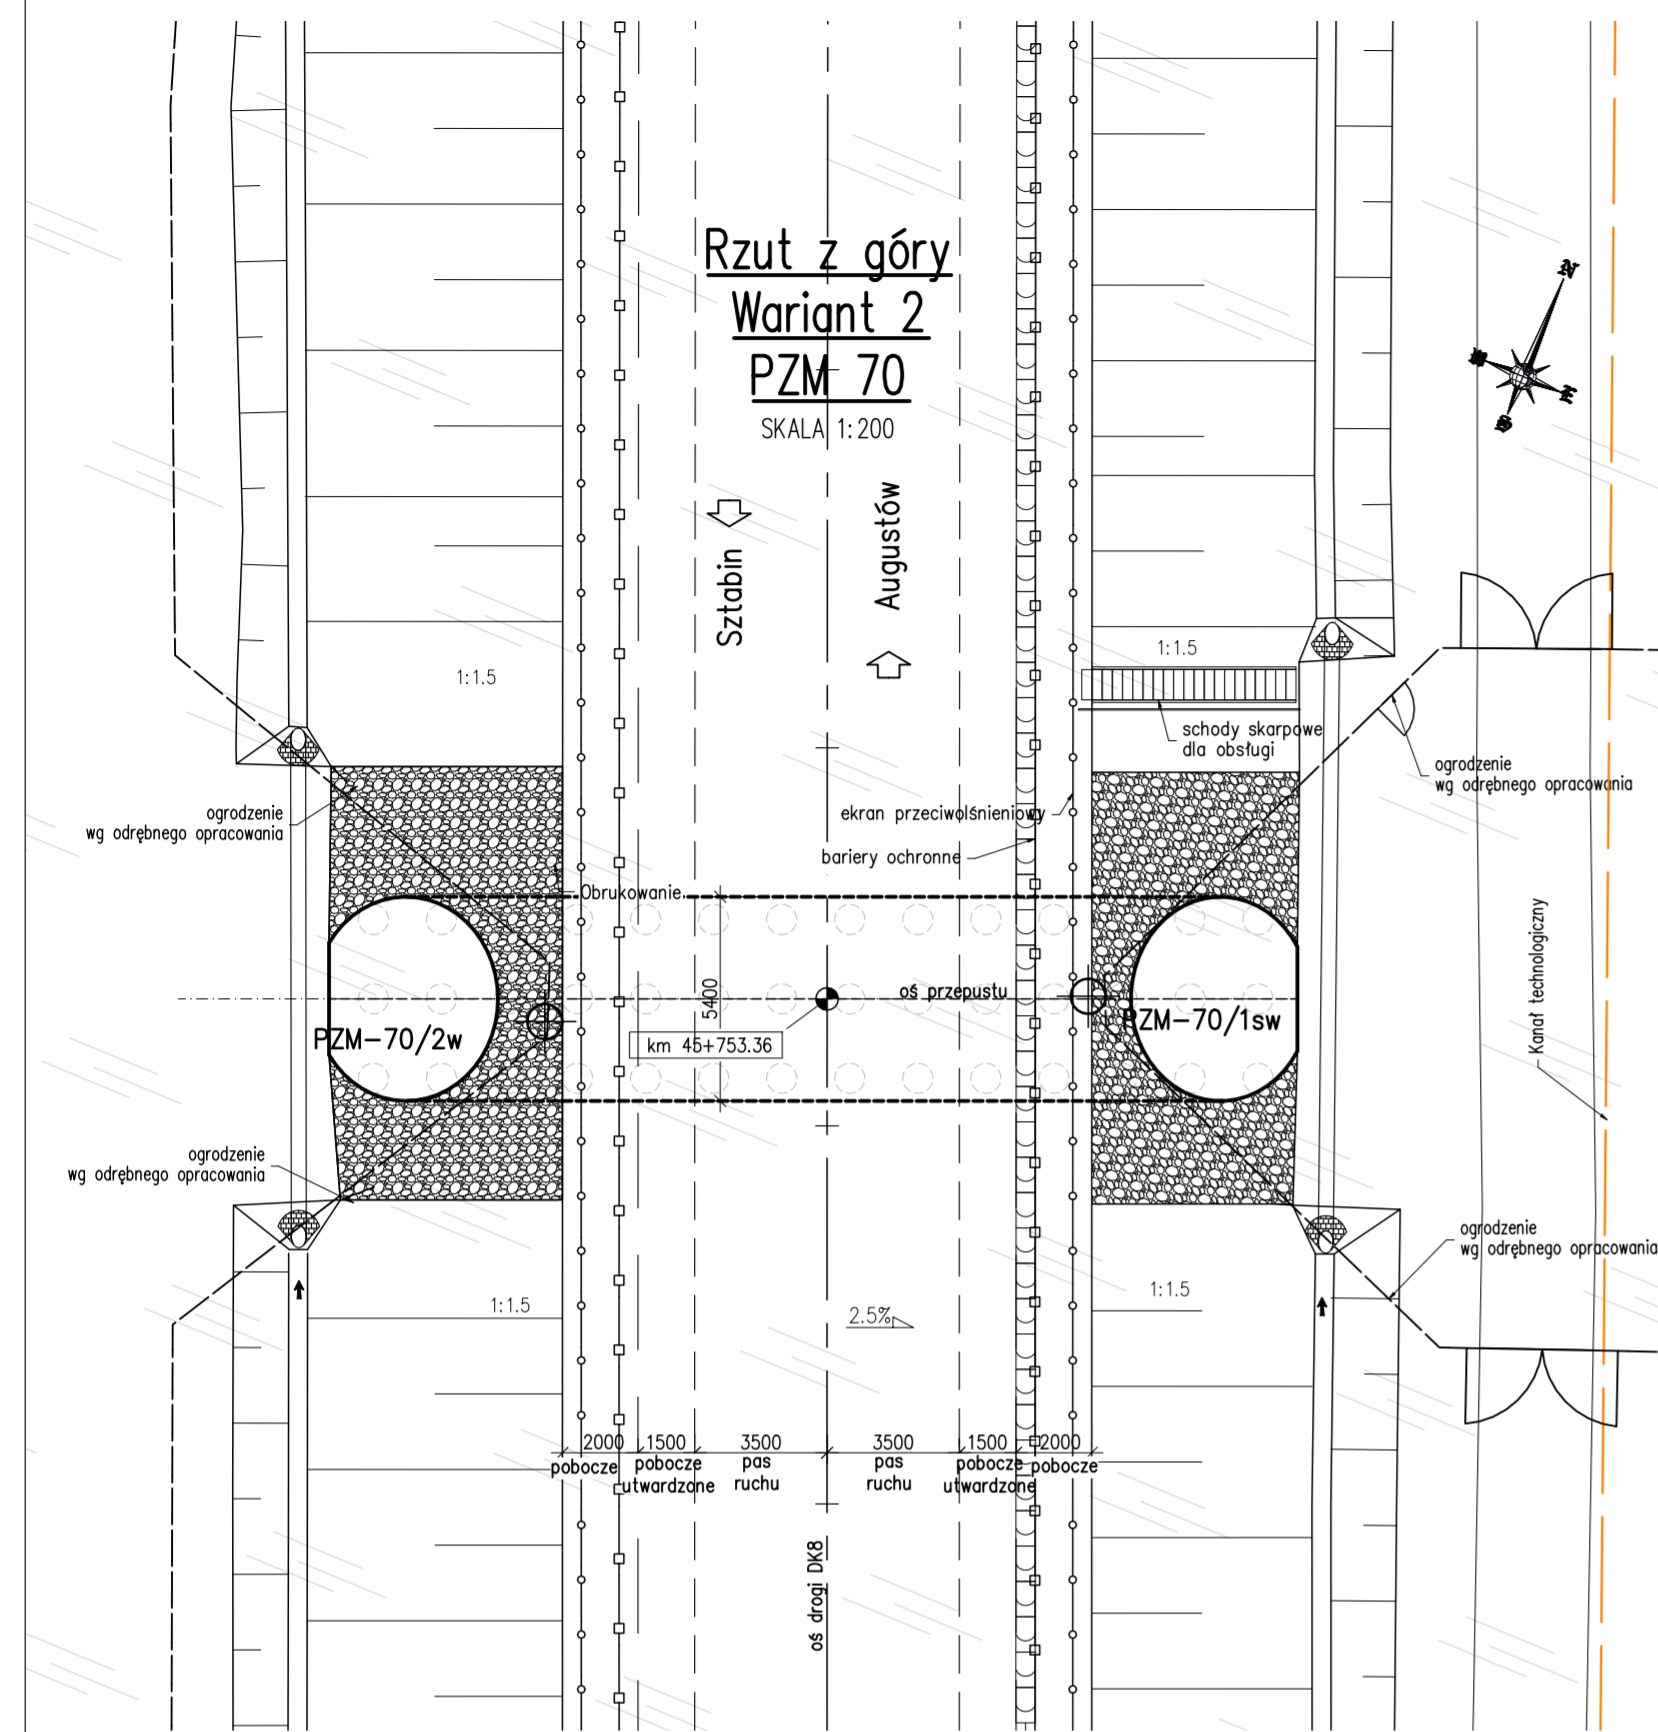 Rzut z góry
Wariant 2
PZM 70
SKALA 1:200
N
Sztabin
Augustów
1:1.5
1:1.5
schody skarpowe
dla obsługi
ogrodzenie
wg odrębnego opracowania
ogrodzenie
wg odrębnego opracowania
ekran przeciwolśnieniowy
bariery ochronne
Obrukowanie
Kanał technologiczny
5400
oś przepustu
PZM-70/2w
PZM-70/1sw
km 45+753.36
ogrodzenie
wg odrębnego opracowania
ogrodzenie
wg odrębnego opracowania
1:1.5
1:1.5
2.5%
2000 1500 3500 3500 1500 2000
pobocze pobocze pas pas pobocze pobocze
utwardzone ruchu ruchu utwardzone
oś drogi DK8